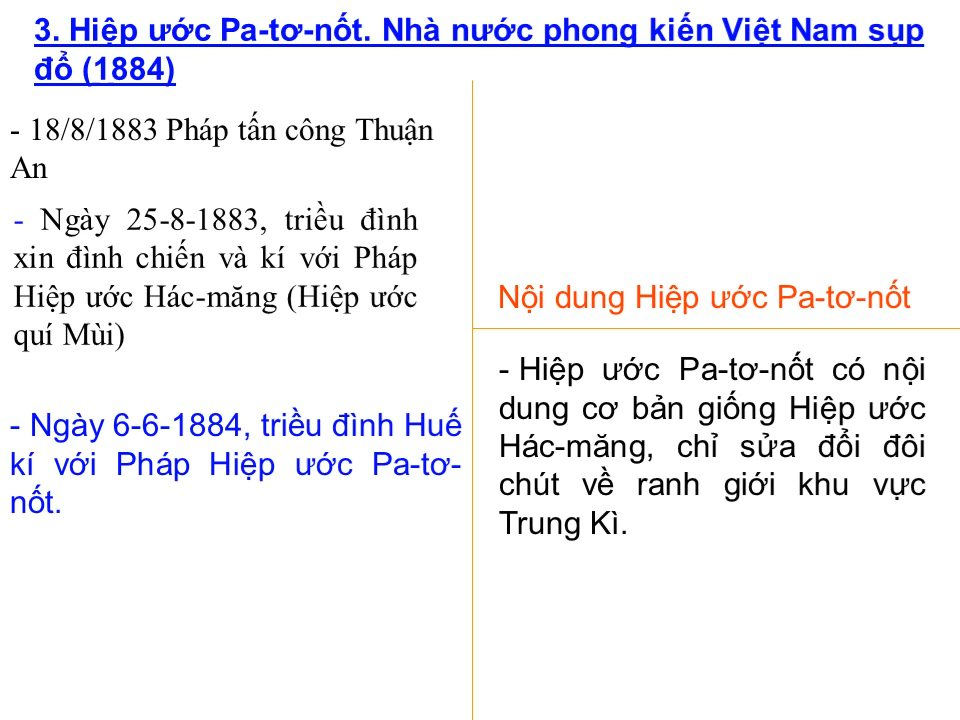 3. Hiệp ước Pa-tơ-nốt. Nhà nước phong kiến Việt Nam sụp
đổ (1884)
- 18/8/1883 Pháp tấn công Thuận
An
- Ngày 25-8-1883, triều đình
xin đình chiến và kí với Pháp
Hiệp ước Hác-măng (Hiệp ước
quí Mùi)
- Ngày 6-6-1884, triều đình Huế
kí với Pháp Hiệp ước Pa-tơ-
nốt.
Nội dung Hiệp ước Pa-tơ-nốt
- Hiệp ước Pa-tơ-nốt có nội
dung cơ bản giống Hiệp ước
Hác-măng, chỉ sửa đổi đôi
chút về ranh giới khu vực
Trung Kì.